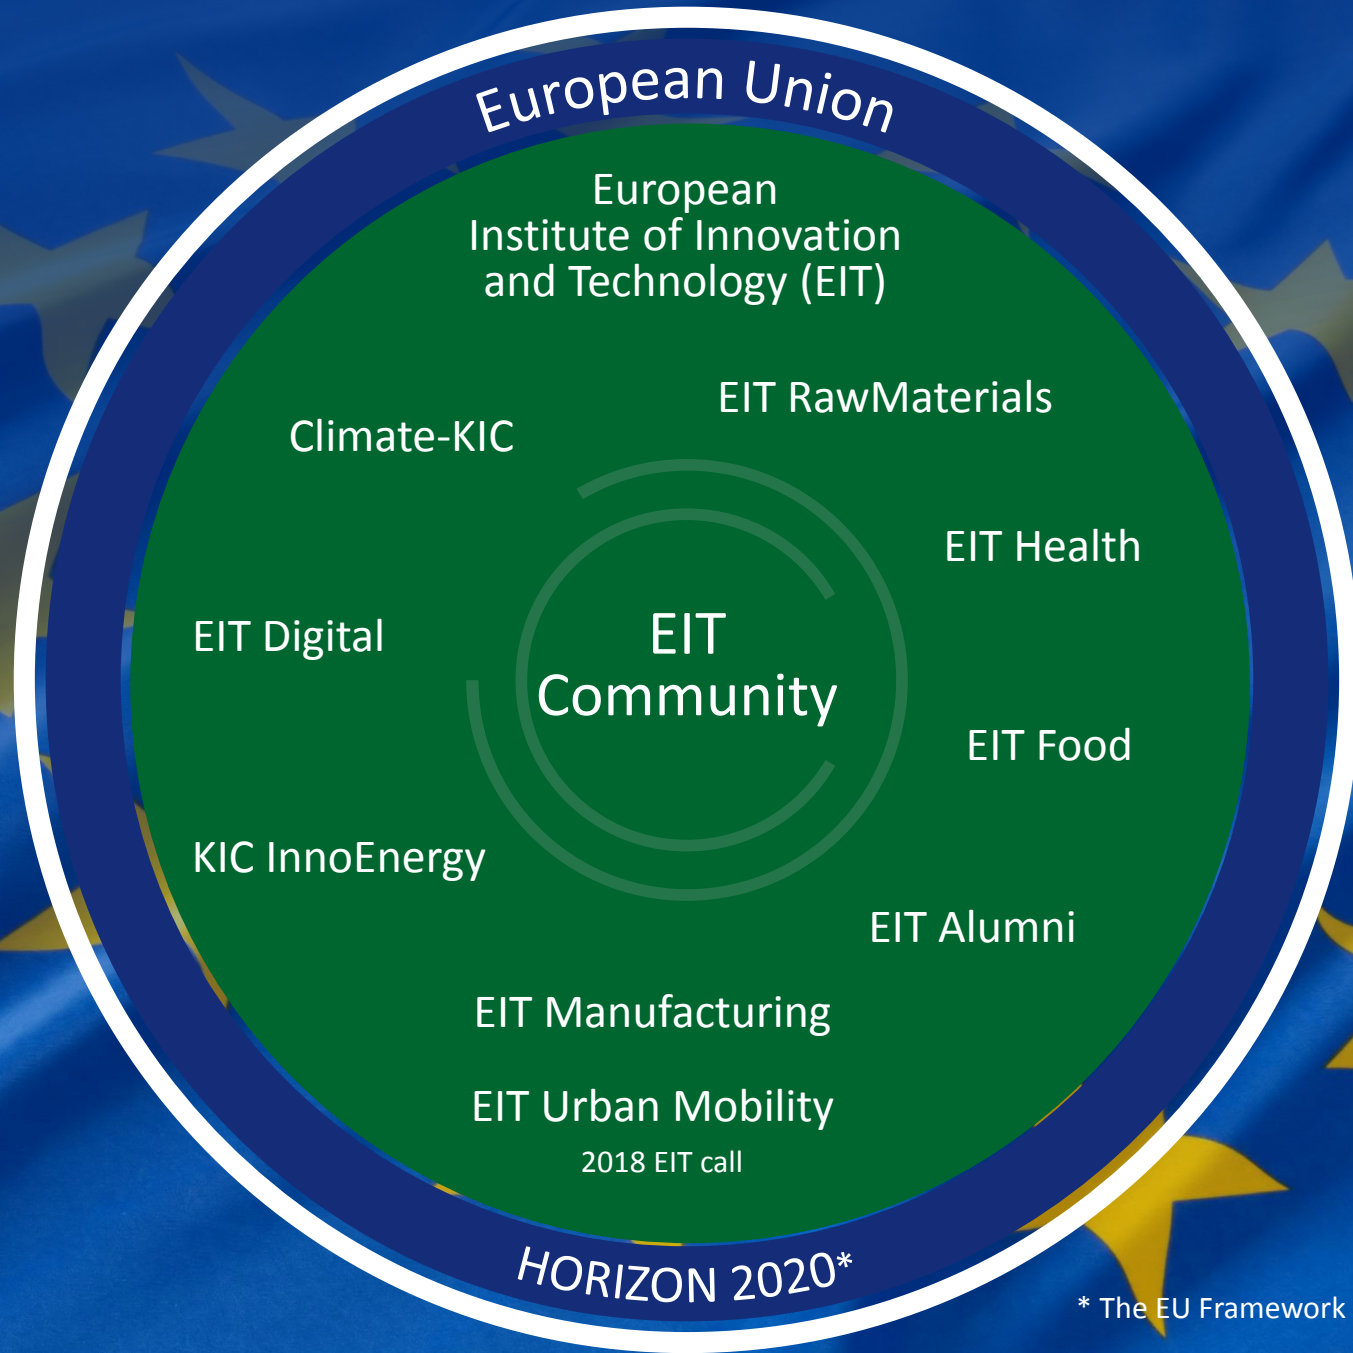 European Union
European
Institute of Innovation
and Technology (EIT)
EIT RawMaterials
Climate-KIC
EIT Health
EIT Digital
EIT
Community
EIT Food
KIC InnoEnergy
EIT Alumni
EIT Manufacturing
EIT Urban Mobility
2018 EIT call
HORIZON 2020*
* The EU Framework